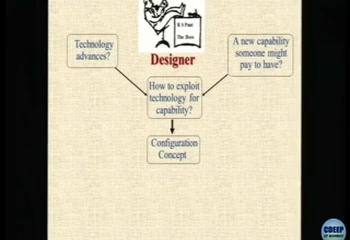 Designer
Technology
advances?
A new capability
someone might
pay to have?
How to exploit
technology for
capability?
Configuration
Concept
CDEEP